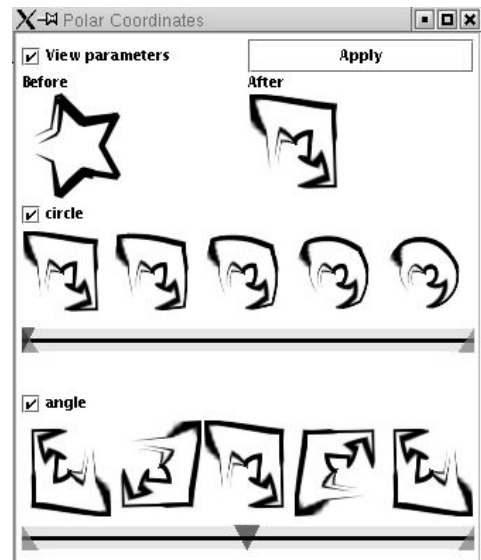 Polar Coordinates
View parameters Apply
Before After
circle
angle